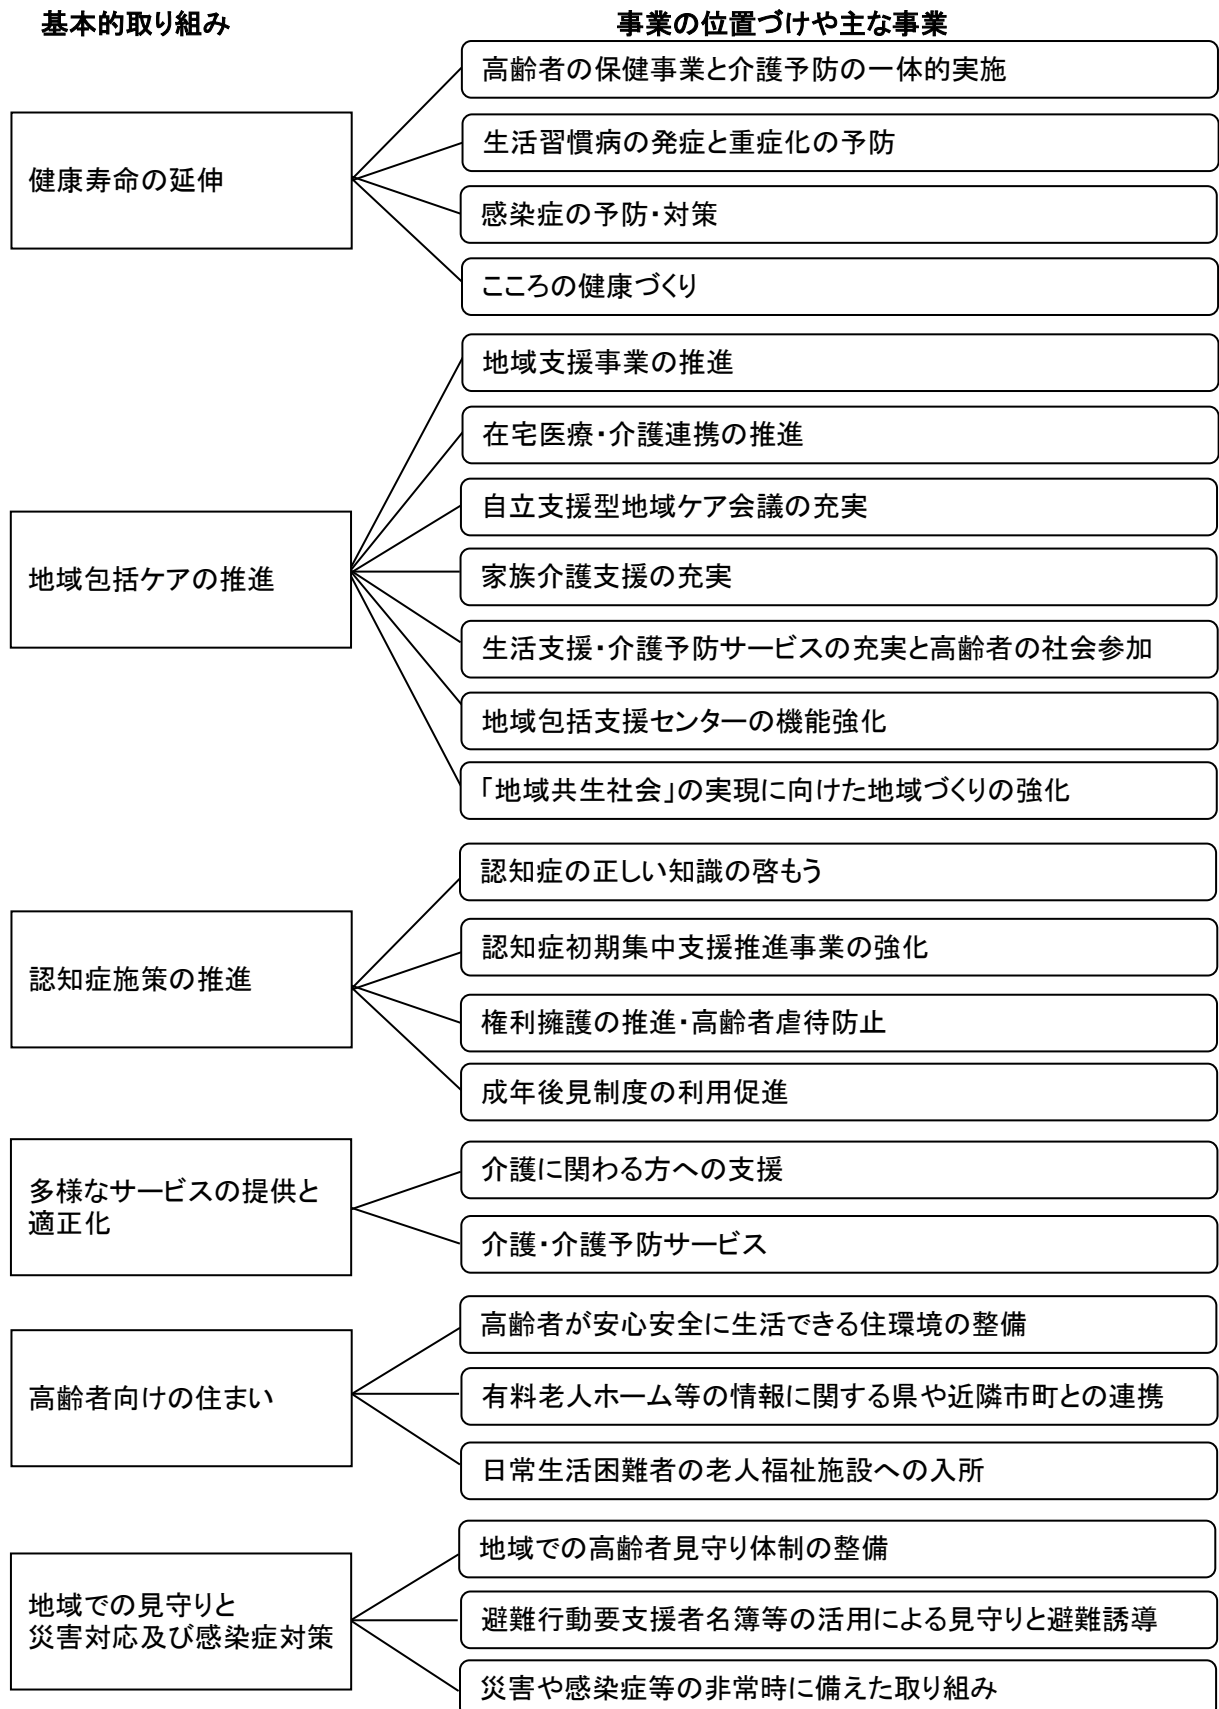 基本的取り組み
事業の位置づけや主な事業
健康寿命の延伸
高齢者の保健事業と介護予防の一体的実施
生活習慣病の発症と重症化の予防
感染症の予防・対策
こころの健康づくり
地域包括ケアの推進
地域支援事業の推進
在宅医療・介護連携の推進
自立支援型地域ケア会議の充実
家族介護支援の充実
生活支援・介護予防サービスの充実と高齢者の社会参加
地域包括支援センターの機能強化
「地域共生社会」の実現に向けた地域づくりの強化
認知症施策の推進
認知症の正しい知識の啓もう
認知症初期集中支援推進事業の強化
権利擁護の推進・高齢者虐待防止
成年後見制度の利用促進
多様なサービスの提供と
適正化
介護に関わる方への支援
介護・介護予防サービス
高齢者向けの住まい
高齢者が安心安全に生活できる住環境の整備
有料老人ホーム等の情報に関する県や近隣市町との連携
日常生活困難者の老人福祉施設への入所
地域での見守りと
災害対応及び感染症対策
地域での高齢者見守り体制の整備
避難行動要支援者名簿等の活用による見守りと避難誘導
災害や感染症等の非常時に備えた取り組み